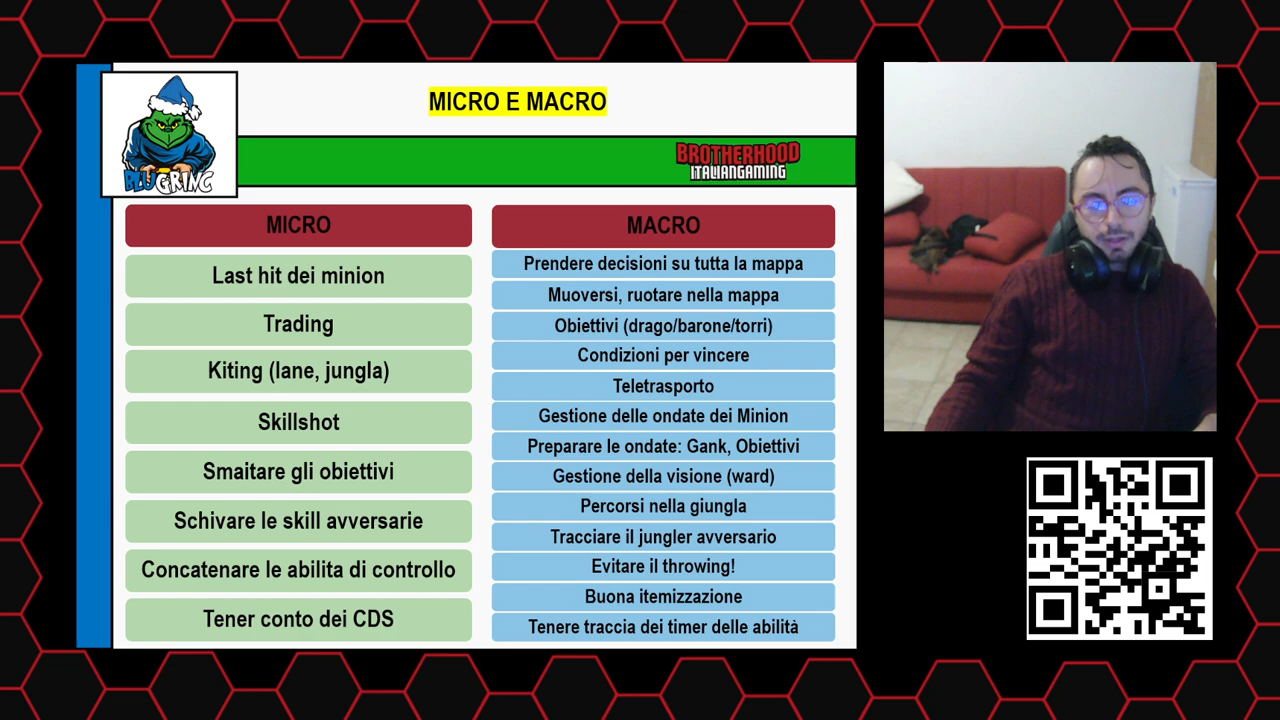 MICRO E MACRO
BROTHERHOOD
ITALIANGAMING
BLUGRINC
MICRO
Last hit dei minion
Trading
Kiting (lane, jungla)
Skillshot
Smaitare gli obiettivi
Schivare le skill avversarie
Concatenare le abilita di controllo
Tener conto dei CDS
MACRO
Prendere decisioni su tutta la mappa
Muoversi, ruotare nella mappa
Obiettivi (drago/barone/torri)
Condizioni per vincere
Teletrasporto
Gestione delle ondate dei Minion
Preparare le ondate: Gank, Obiettivi
Gestione della visione (ward)
Percorsi nella giungla
Tracciare il jungler avversario
Evitare il throwing!
Buona itemizzazione
Tenere traccia dei timer delle abilità